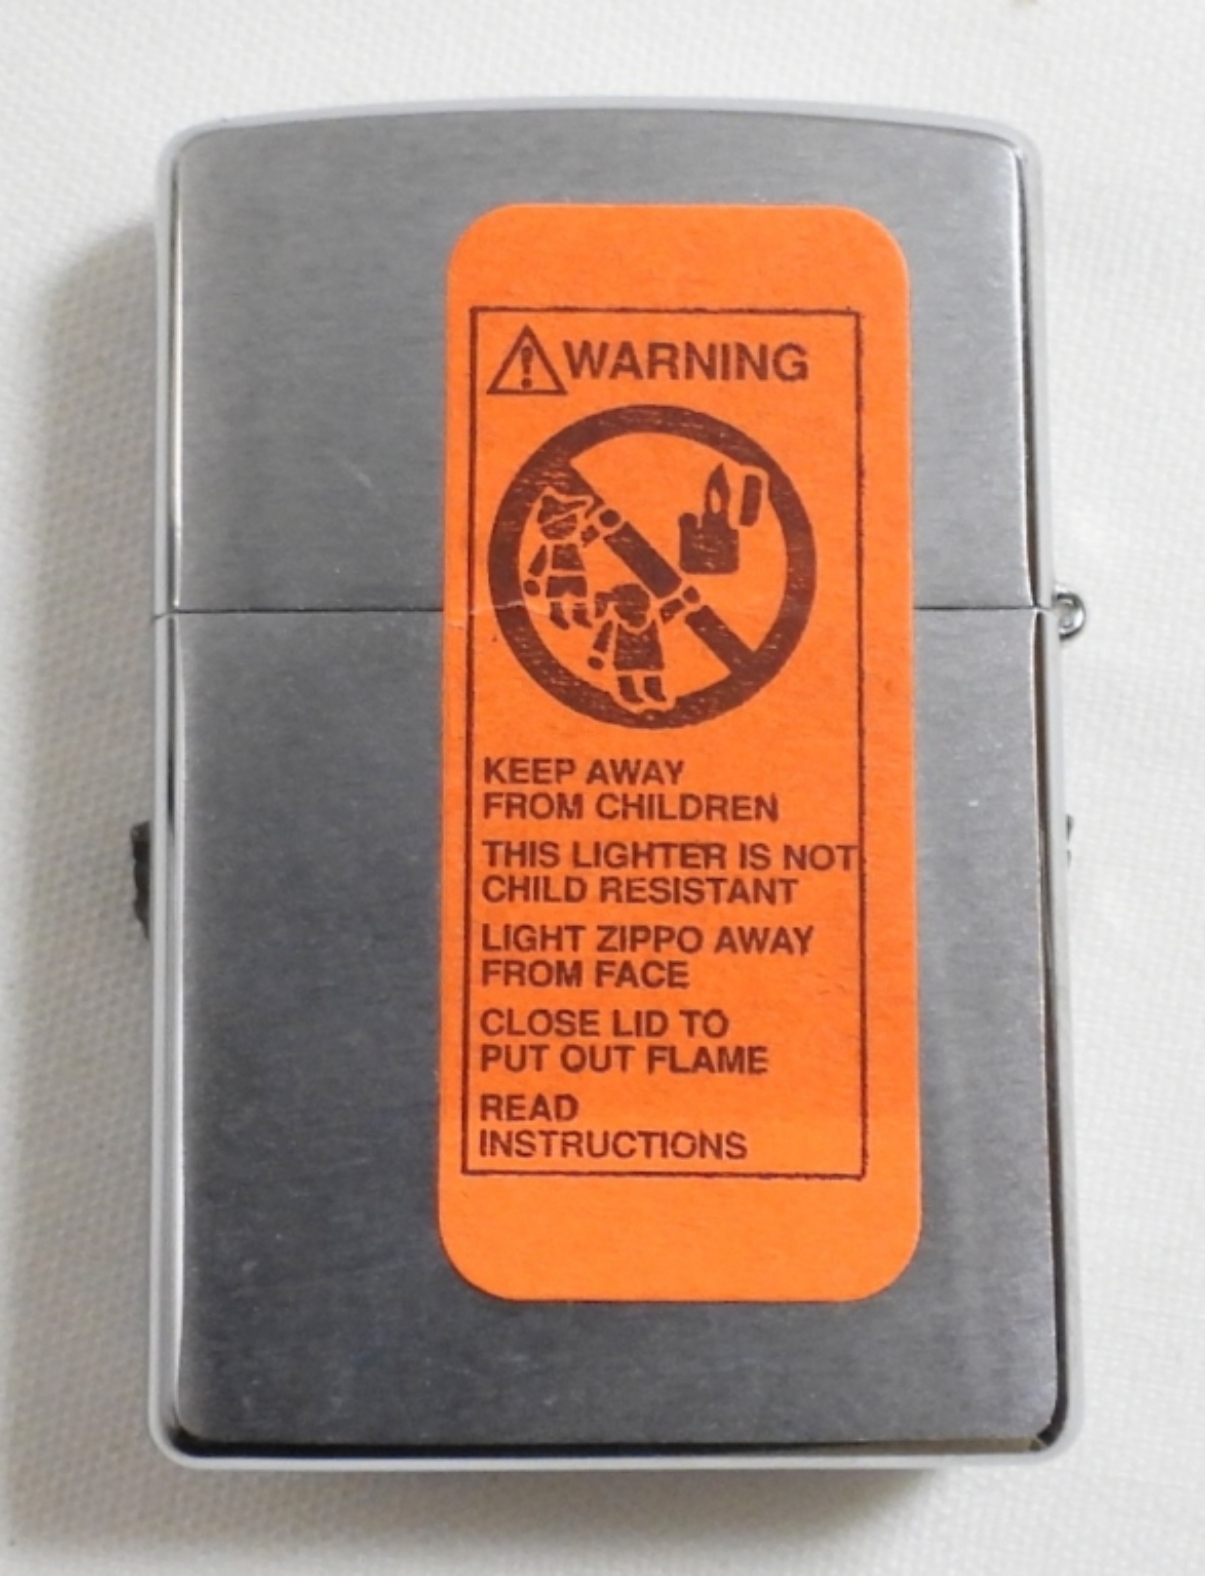 WARNING
KEEP AWAY
FROM CHILDREN
THIS LIGHTER IS NOT
CHILD RESISTANT
LIGHT ZIPPO AWAY
FROM FACE
CLOSE LID TO
PUT OUT FLAME
READ
INSTRUCTIONS